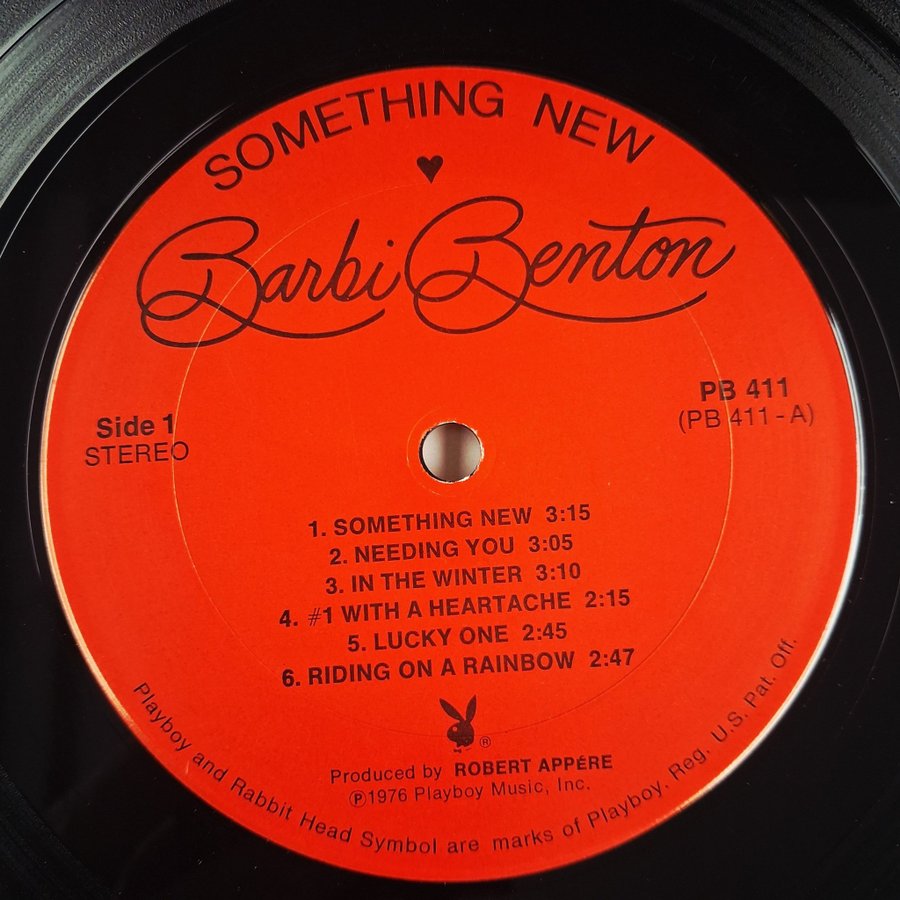 SOMETHING NEW
Barbi Benton
Side 1
STEREO
PB 411
(PB 411-A)
1. SOMETHING NEW 3:15
2. NEEDING YOU 3:05
3. IN THE WINTER 3:10
4. #1 WITH A HEARTACHE 2:15
5. LUCKY ONE 2:45
6. RIDING ON A RAINBOW 2:47
®
Produced by ROBERT APPÉRE
℗1976 Playboy Music, Inc.
Playboy and Rabbit Head Symbol are marks of Playboy, Reg. U.S. Pat. Off.